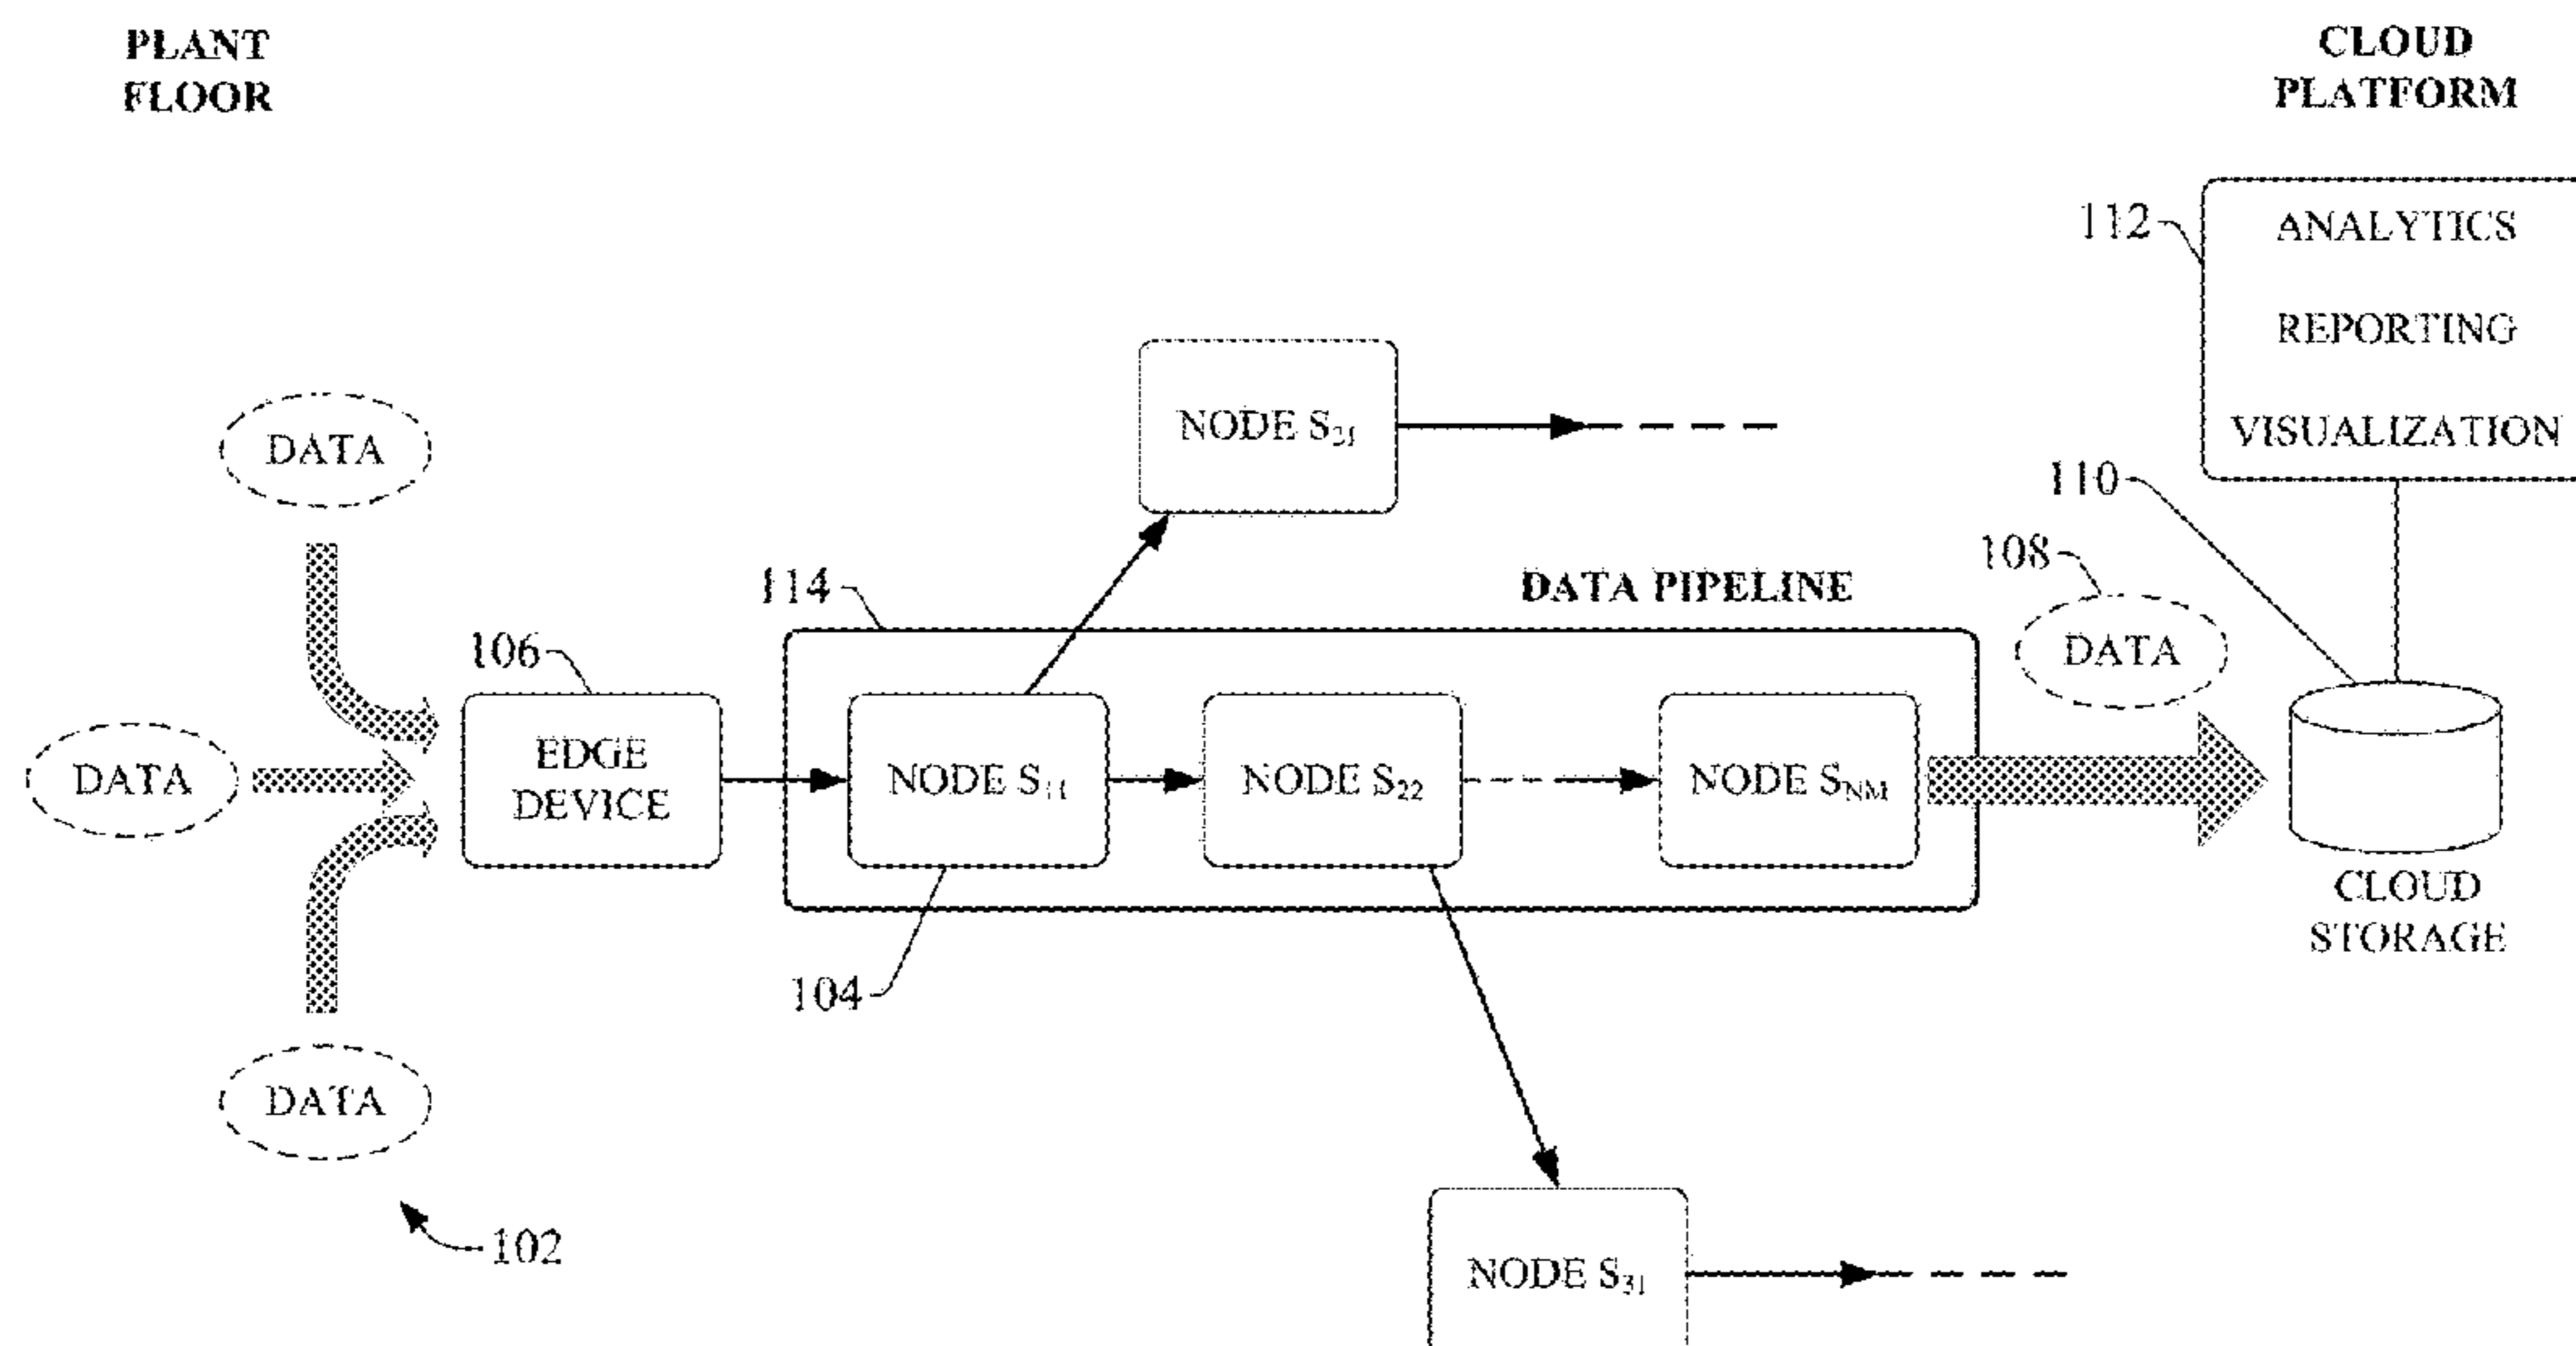 PLANT
FLOOR
CLOUD
PLATFORM
112
ANALYTICS
REPORTING
VISUALIZATION
NODE S₂₁
DATA
110
108
DATA PIPELINE
114
DATA
106
EDGE
DEVICE
NODE S₁₁
NODE S₂₂
NODE S_NM
DATA
CLOUD
STORAGE
104
DATA
102
NODE S₃₁